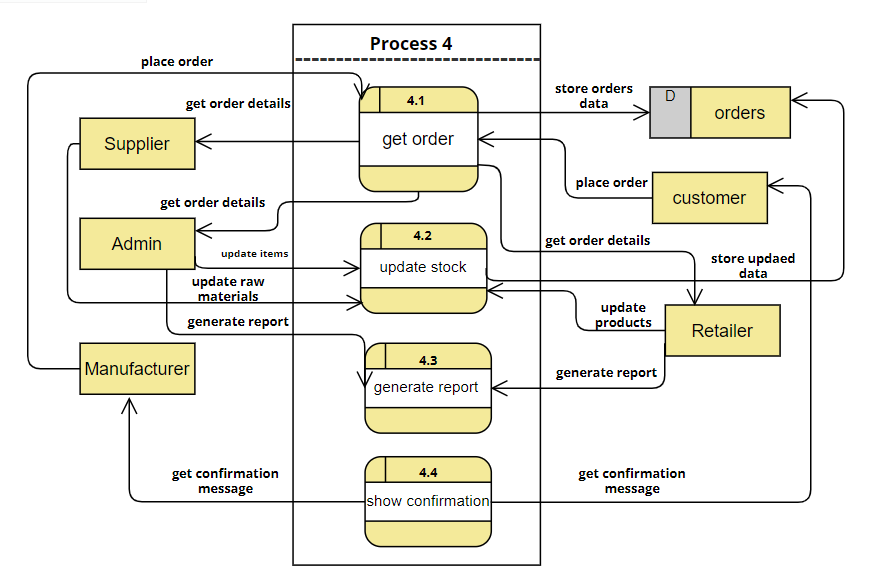 Process 4
place order
4.1
get order
store orders
data
D
orders
get order details
Supplier
place order
customer
get order details
Admin
update items
4.2
update stock
get order details
store updaed
data
update raw
materials
generate report
update
products
Retailer
Manufacturer
4.3
generate report
generate report
get confirmation
message
4.4
show confirmation
get confirmation
message